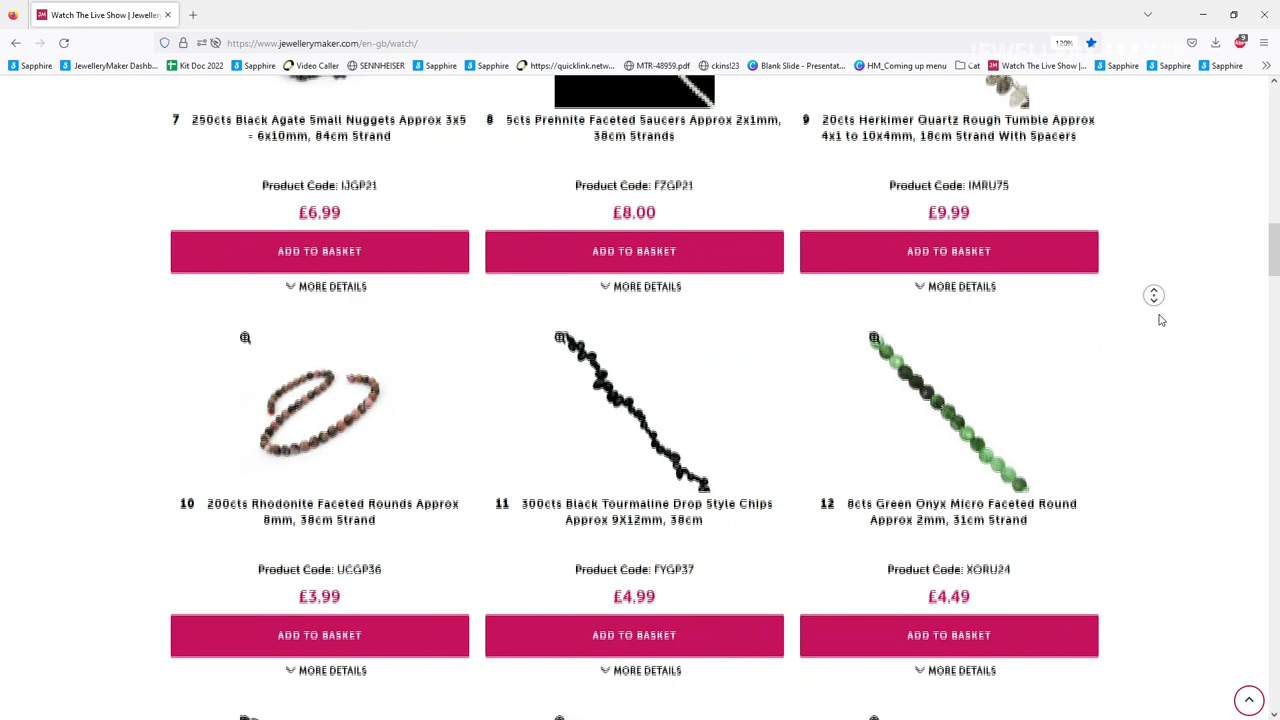 Watch The Live Show | Jeweller
https://www.jewellerymaker.com/ gb/watch/
120%
JEWELLERYMAKER
Sapphire JewelleryMaker Dashb... Kit Doc 2022 Sapphire Video Caller SENNHEISER Sapphire Sapphire https://quicklink.netw... MTR-48959.pdf ckins!23 Blank Slide - Presentat... HM_Coming up menu Cat Watch The Live Show |... Sapphire Sapphire Sapphire
7 250cts Black Agate Small Nuggets Approx 3x5
- 6x10mm, 84cm Strand
8 5cts Prehnite Faceted Saucers Approx 2x1mm,
38cm Strands
9 20cts Herkimer Quartz Rough Tumble Approx
4x1 to 10x4mm, 18cm Strand With Spacers
Product Code: IJGP21
Product Code: FZGP21
Product Code: IMRU75
£6.99
£8.00
£9.99
ADD TO BASKET
ADD TO BASKET
ADD TO BASKET
MORE DETAILS
MORE DETAILS
MORE DETAILS
10 200cts Rhodonite Faceted Rounds Approx
8mm, 38cm Strand
11 300cts Black Tourmaline Drop Style Chips
Approx 9X12mm, 38cm
12 8cts Green Onyx Micro Faceted Round
Approx 2mm, 31cm Strand
Product Code: UCGP36
Product Code: FYGP37
Product Code: XORU24
£3.99
£4.99
£4.49
ADD TO BASKET
ADD TO BASKET
ADD TO BASKET
MORE DETAILS
MORE DETAILS
MORE DETAILS